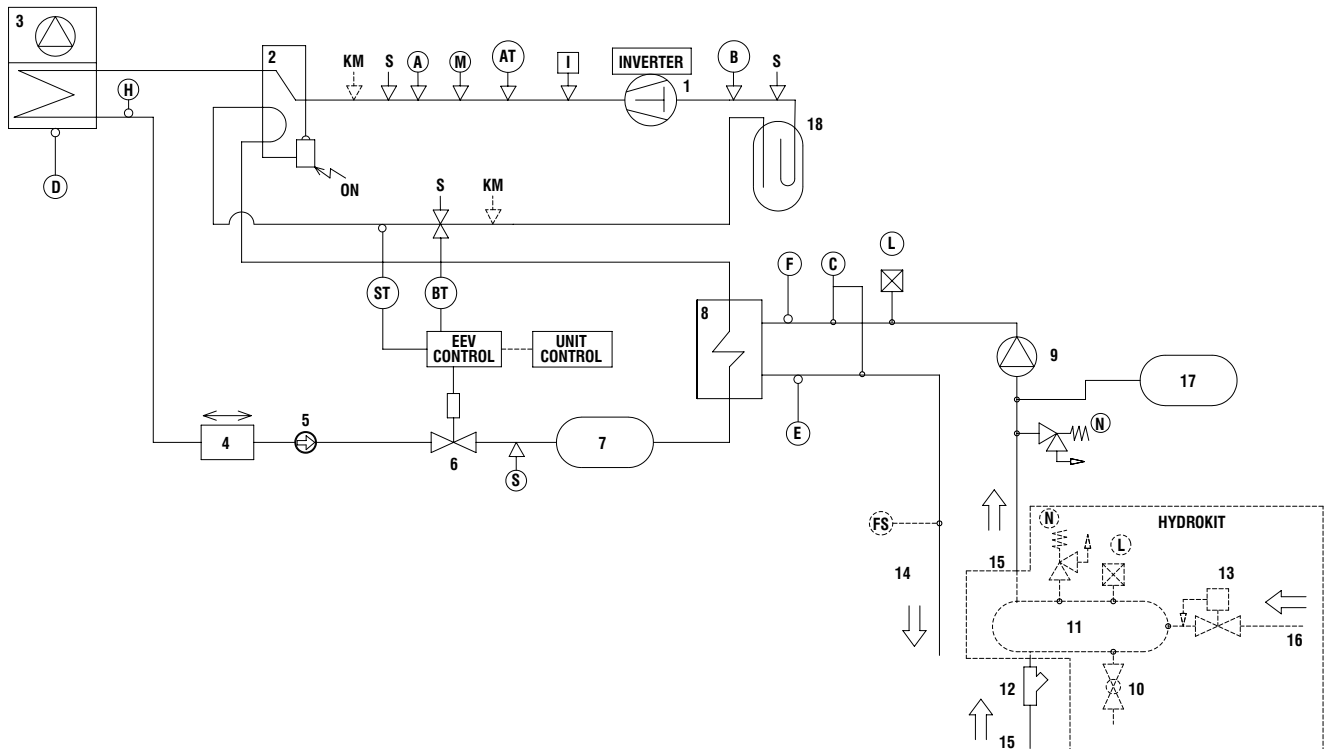 3
2
KM
S
A
M
AT
I
INVERTER
1
B
S
H
18
D
ON
S
KM
ST
BT
EEV
CONTROL
UNIT
CONTROL
8
F
C
L
9
17
4
5
6
S
7
E
N
FS
14
15
HYDROKIT
N
L
13
11
16
12
10
15